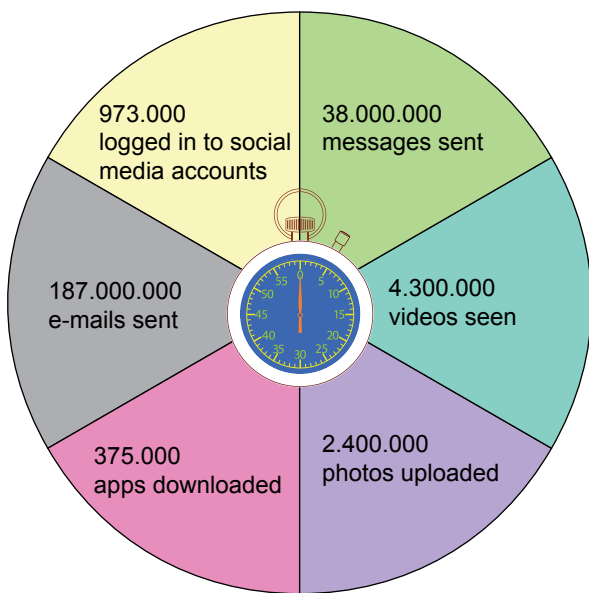 973.000
logged in to social
media accounts
38.000.000
messages sent
187.000.000
e-mails sent
4.300.000
videos seen
375.000
apps downloaded
2.400.000
photos uploaded
0
5
10
15
20
25
30
35
40
45
50
55